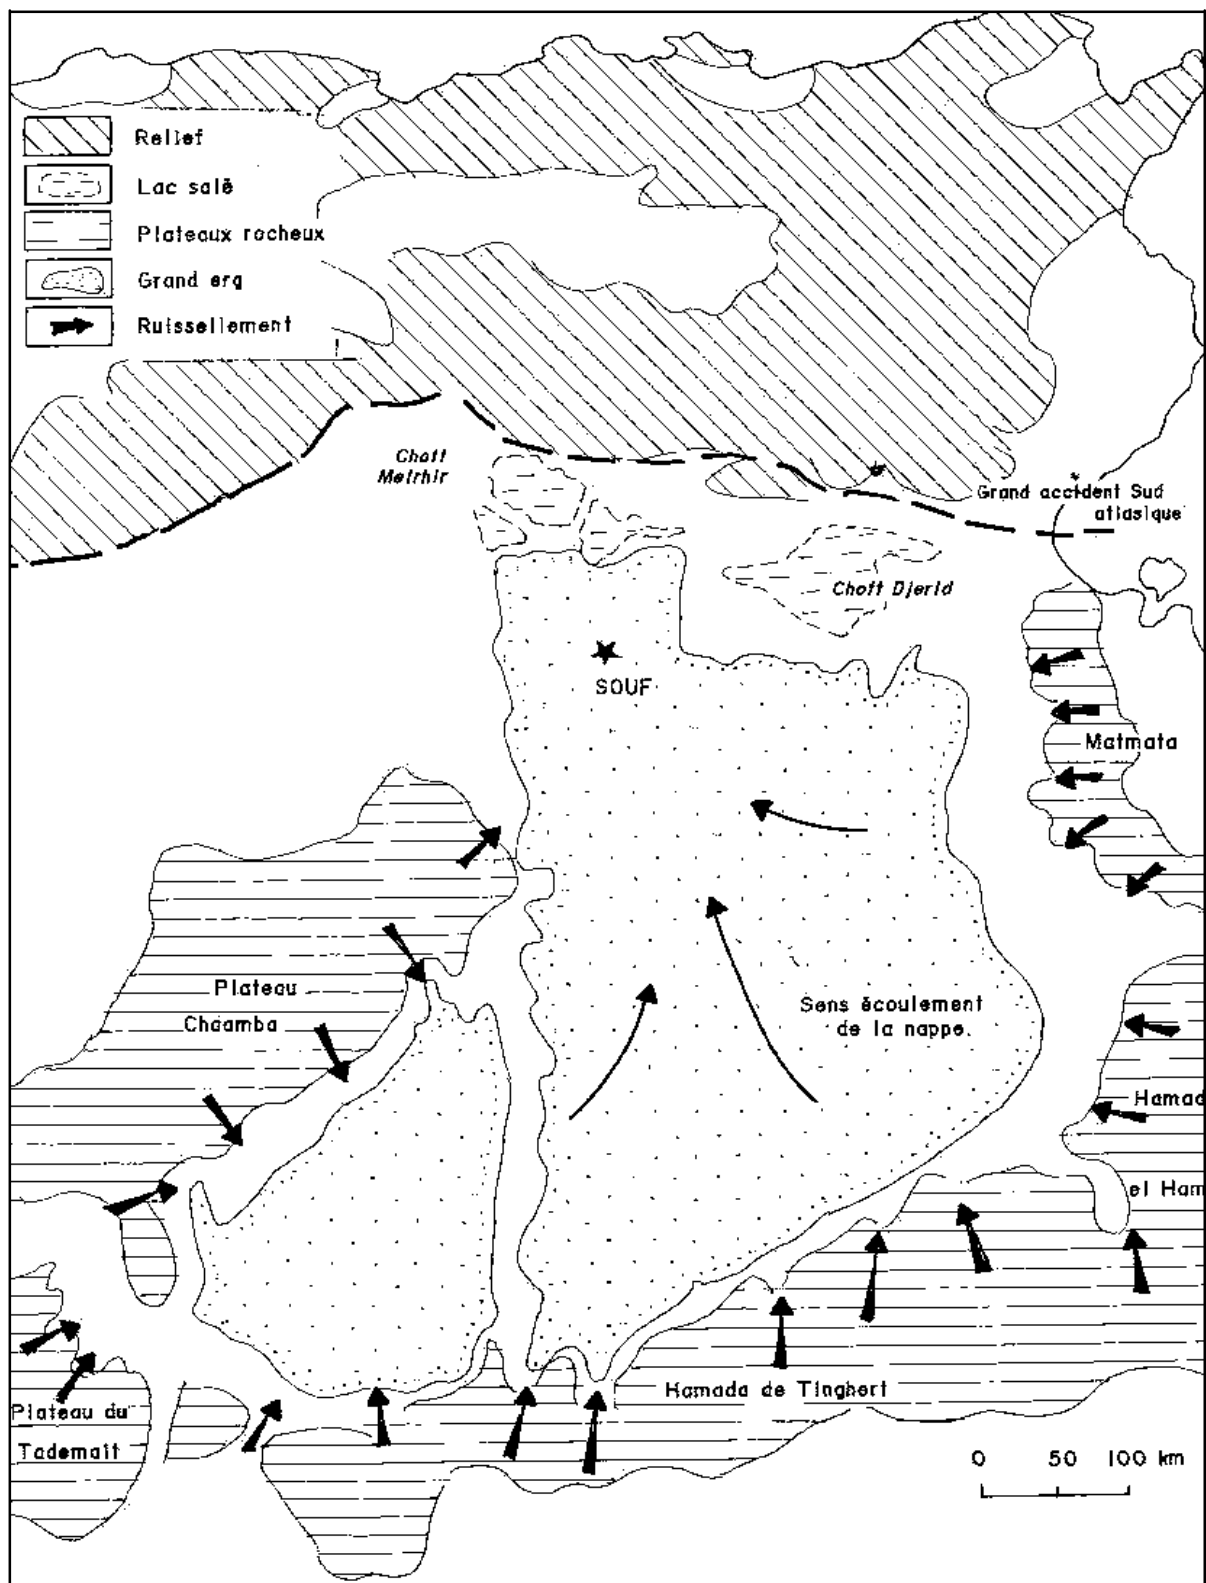 Relief
Lac salé
Plateaux rocheux
Grand erg
Ruissellement
Chott
Melrhir
Grand accident Sud
atlasique
Chott Djerid
SOUF
Matmata
Plateau
Chaamba
Sens écoulement
de la nappe.
Hamad
el Ham
Hamada de Tinghert
Plateau du
Tademaït
0 50 100 km